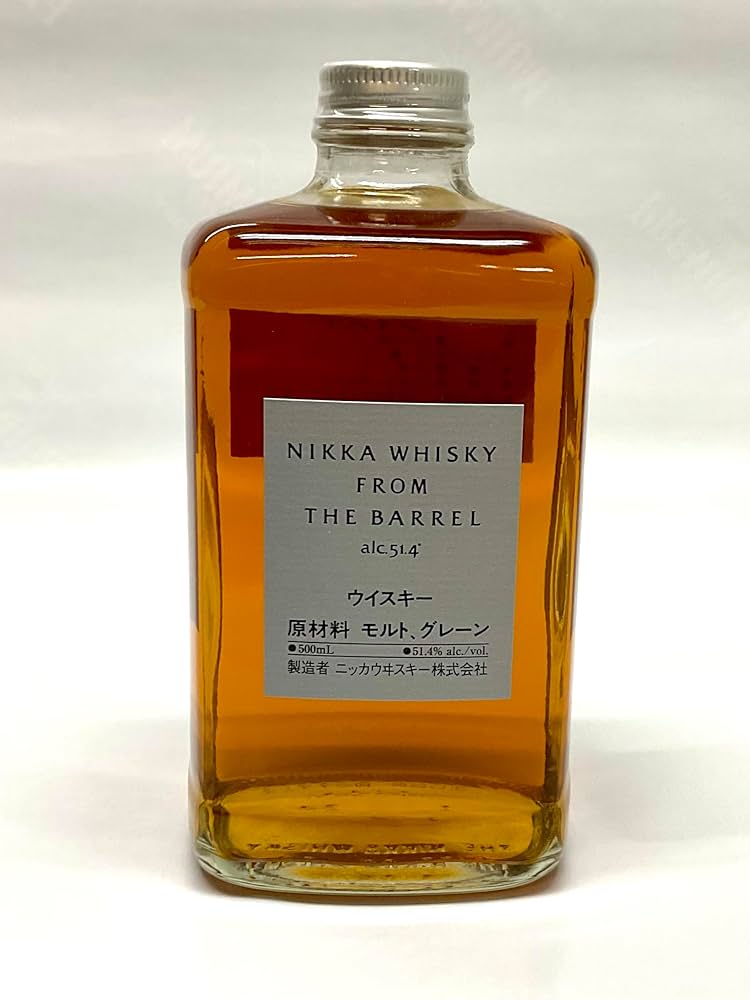 NIKKA WHISKY
FROM
THE BARREL
alc.51.4°
ウイスキー
原材料 モルト、グレーン
●500mL ●51.4% alc./vol.
製造者 ニッカウヰスキー株式会社